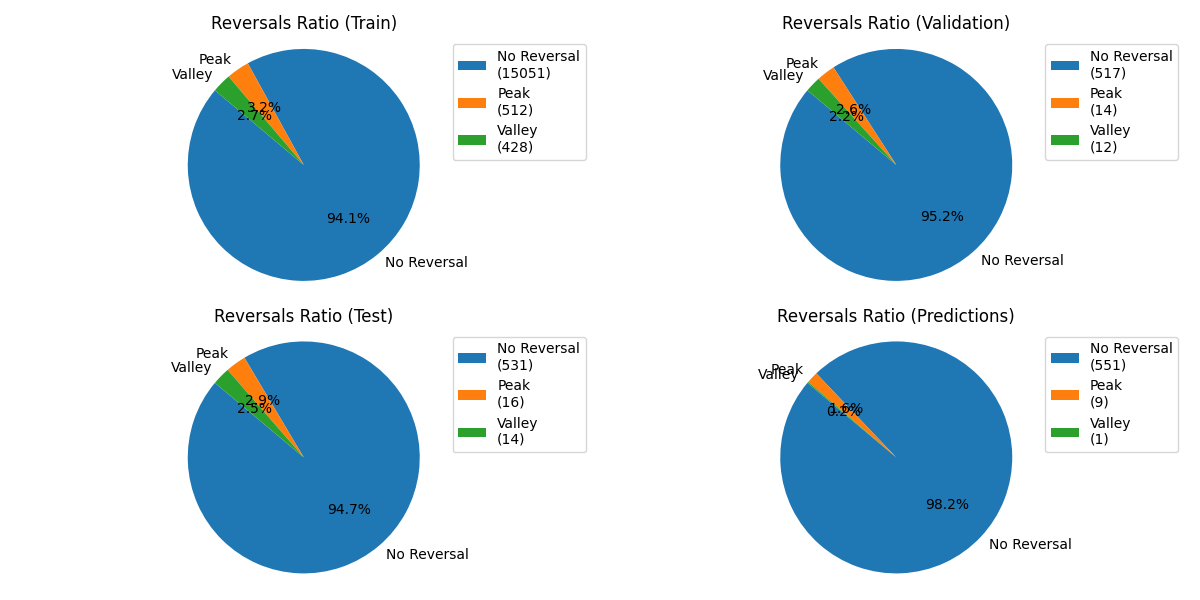 Reversals Ratio (Train)
Peak
Valley
3.2%
2.7%
94.1%
No Reversal
No Reversal
(15051)
Peak
(512)
Valley
(428)
Reversals Ratio (Validation)
Peak
Valley
2.6%
2.2%
95.2%
No Reversal
No Reversal
(517)
Peak
(14)
Valley
(12)
Reversals Ratio (Test)
Peak
Valley
2.9%
2.5%
94.7%
No Reversal
No Reversal
(531)
Peak
(16)
Valley
(14)
Reversals Ratio (Predictions)
Peak
Valley
1.6%
0.2%
98.2%
No Reversal
No Reversal
(551)
Peak
(9)
Valley
(1)